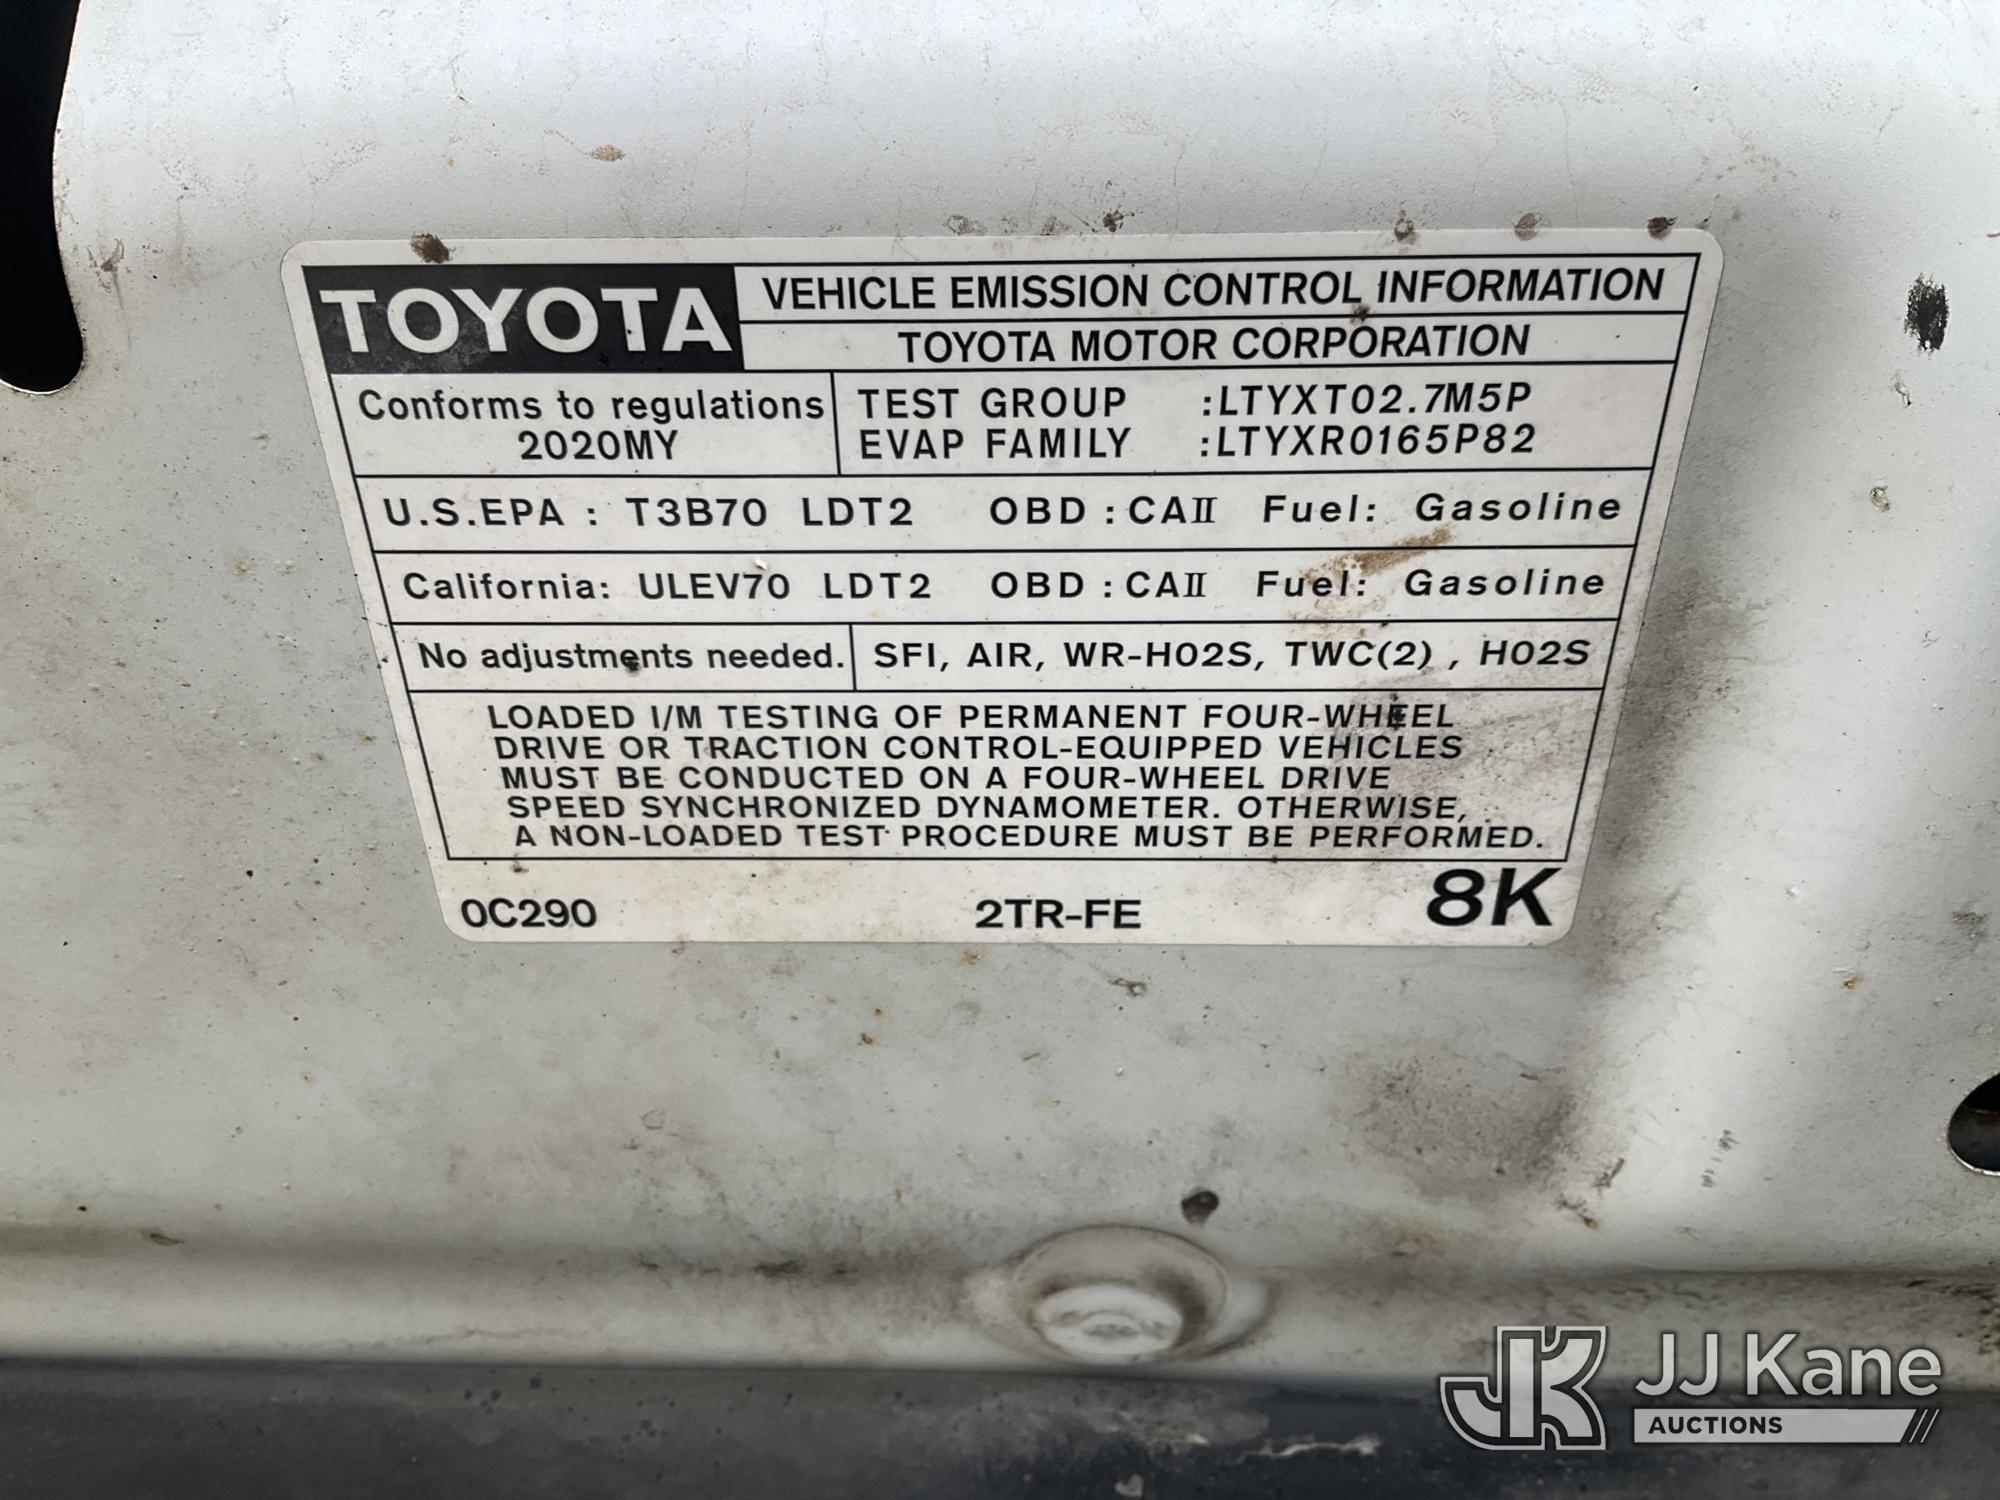 TOYOTA
VEHICLE EMISSION CONTROL INFORMATION
TOYOTA MOTOR CORPORATION
Conforms to regulations
2020MY
TEST GROUP :LTYXT02.7M5P
EVAP FAMILY :LTYXR0165P82
U.S.EPA : T3B70 LDT2 OBD : CAⅡ Fuel: Gasoline
California: ULEV70 LDT2 OBD : CAⅡ Fuel: Gasoline
No adjustments needed.
SFI, AIR, WR-HO2S, TWC(2) , HO2S
LOADED I/M TESTING OF PERMANENT FOUR-WHEEL
DRIVE OR TRACTION CONTROL-EQUIPPED VEHICLES
MUST BE CONDUCTED ON A FOUR-WHEEL DRIVE
SPEED SYNCHRONIZED DYNAMOMETER. OTHERWISE,
A NON-LOADED TEST PROCEDURE MUST BE PERFORMED.
0C290 2TR-FE 8K
JK JJ Kane
AUCTIONS